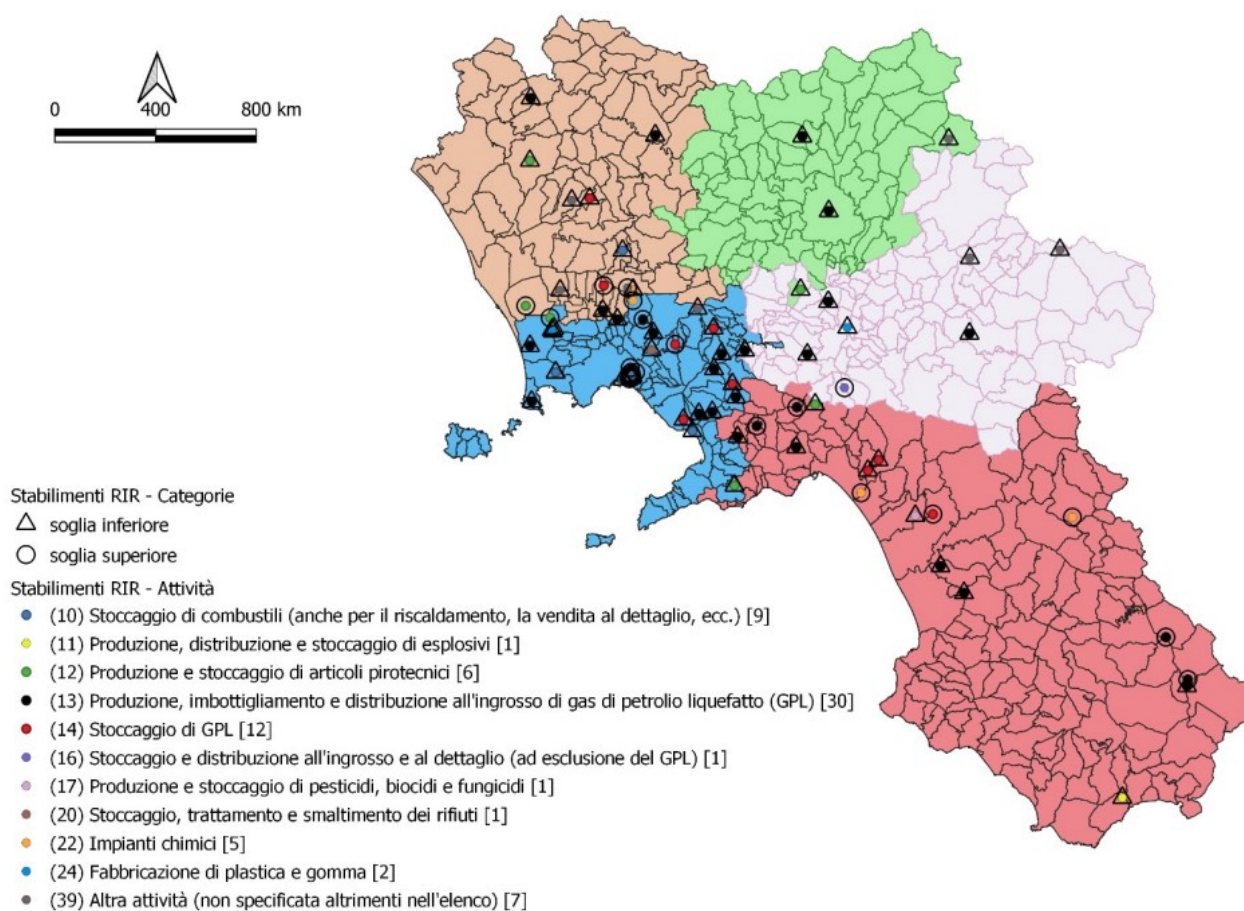 0 400 800 km
Stabilimenti RIR - Categorie
soglia inferiore
soglia superiore
Stabilimenti RIR - Attività
(10) Stoccaggio di combustili (anche per il riscaldamento, la vendita al dettaglio, ecc.) [9]
(11) Produzione, distribuzione e stoccaggio di esplosivi [1]
(12) Produzione e stoccaggio di articoli pirotecnici [6]
(13) Produzione, imbottigliamento e distribuzione all'ingrosso di gas di petrolio liquefatto (GPL) [30]
(14) Stoccaggio di GPL [12]
(16) Stoccaggio e distribuzione all'ingrosso e al dettaglio (ad esclusione del GPL) [1]
(17) Produzione e stoccaggio di pesticidi, biocidi e fungicidi [1]
(20) Stoccaggio, trattamento e smaltimento dei rifiuti [1]
(22) Impianti chimici [5]
(24) Fabbricazione di plastica e gomma [2]
(39) Altra attività (non specificata altrimenti nell'elenco) [7]